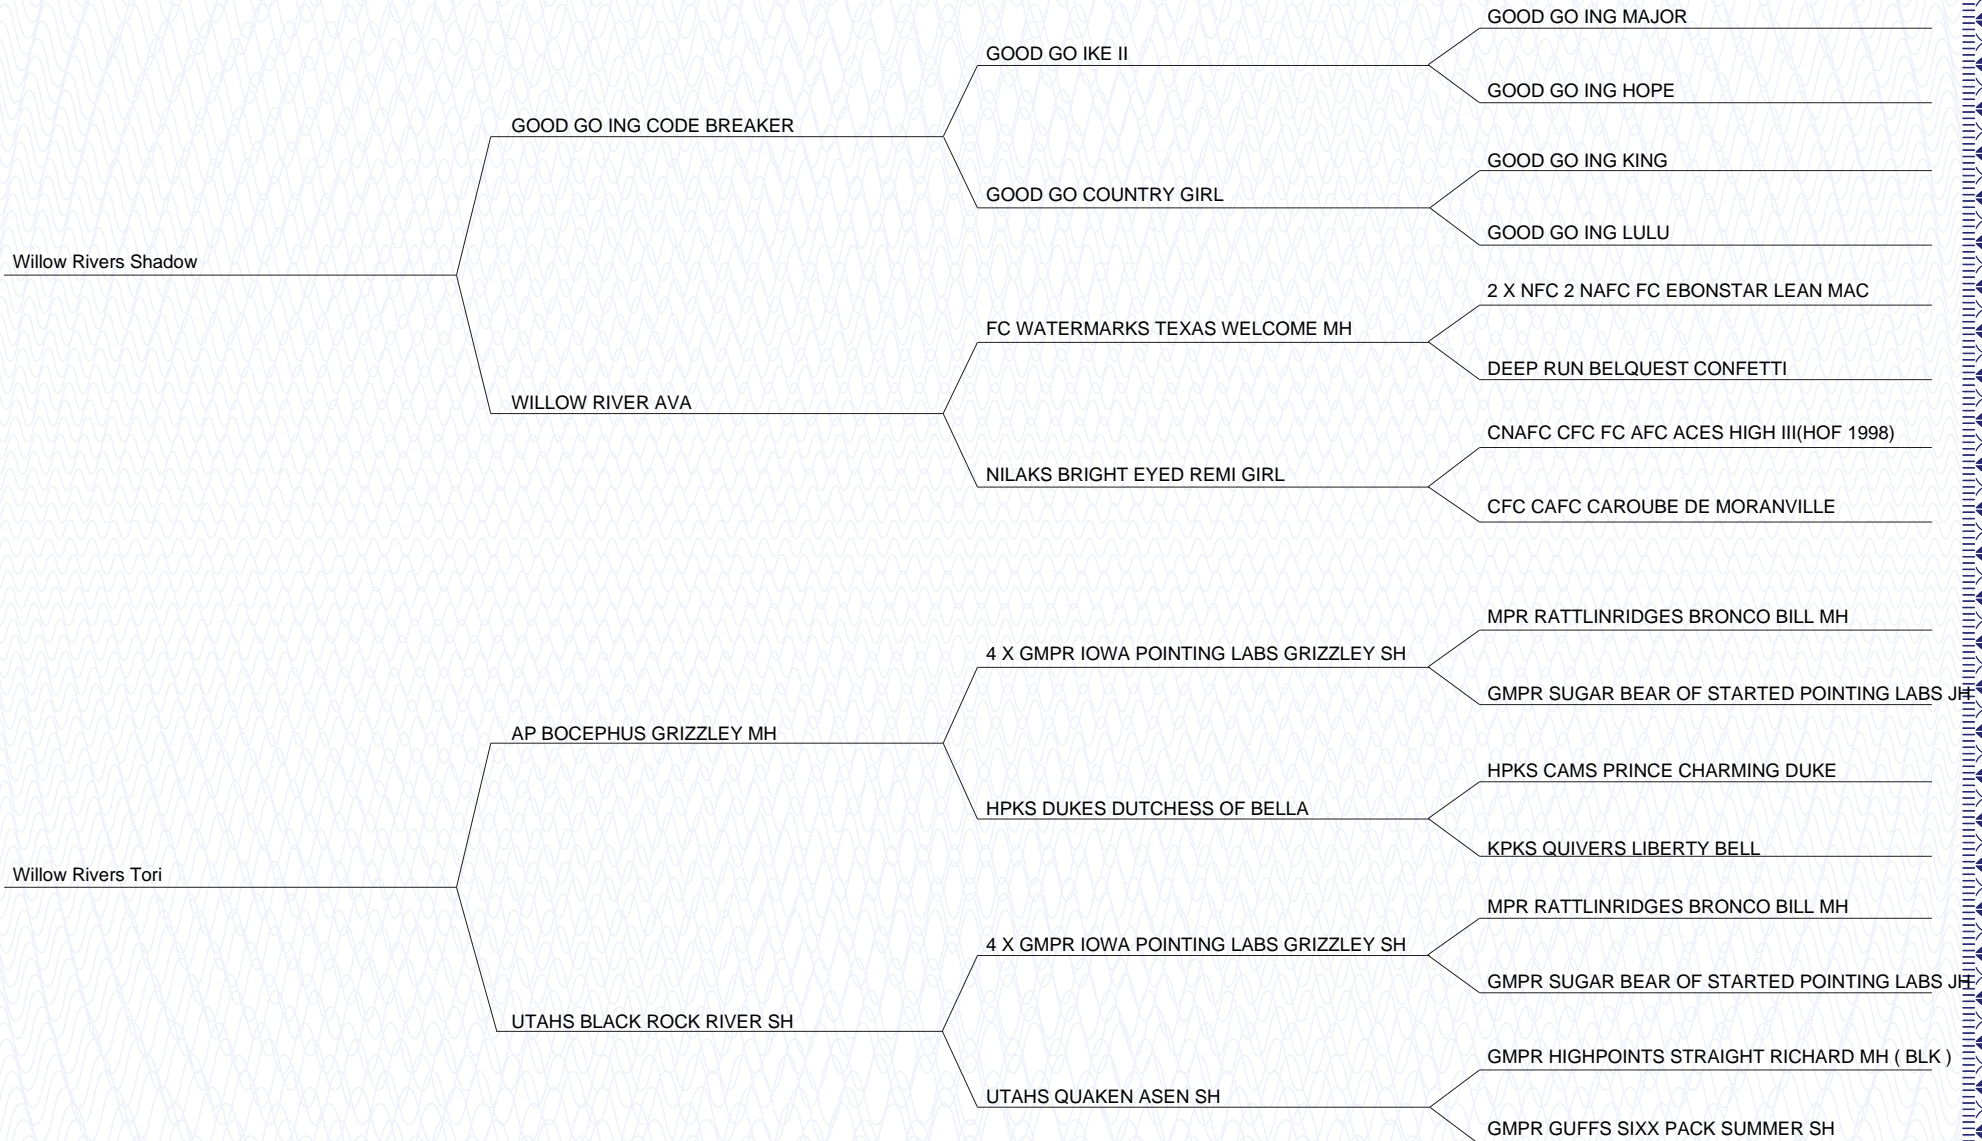 GOOD GO ING MAJOR
GOOD GO IKE II
GOOD GO ING HOPE
GOOD GO ING CODE BREAKER
GOOD GO ING KING
GOOD GO COUNTRY GIRL
GOOD GO ING LULU
Willow Rivers Shadow
2 X NFC 2 NAFC FC EBONSTAR LEAN MAC
FC WATERMARKS TEXAS WELCOME MH
DEEP RUN BELQUEST CONFETTI
WILLOW RIVER AVA
CNAFC CFC FC AFC ACES HIGH III(HOF 1998)
NILAKS BRIGHT EYED REMI GIRL
CFC CAFC CAROUBE DE MORANVILLE
MPR RATTLINRIDGES BRONCO BILL MH
4 X GMPR IOWA POINTING LABS GRIZZLEY SH
GMPR SUGAR BEAR OF STARTED POINTING LABS JH
AP BOCEPHUS GRIZZLEY MH
HPKS CAMS PRINCE CHARMING DUKE
HPKS DUKES DUTCHESS OF BELLA
KPKS QUIVERS LIBERTY BELL
Willow Rivers Tori
MPR RATTLINRIDGES BRONCO BILL MH
4 X GMPR IOWA POINTING LABS GRIZZLEY SH
GMPR SUGAR BEAR OF STARTED POINTING LABS JH
UTAHS BLACK ROCK RIVER SH
GMPR HIGHPOINTS STRAIGHT RICHARD MH ( BLK )
UTAHS QUAKEN ASEN SH
GMPR GUFFS SIXX PACK SUMMER SH